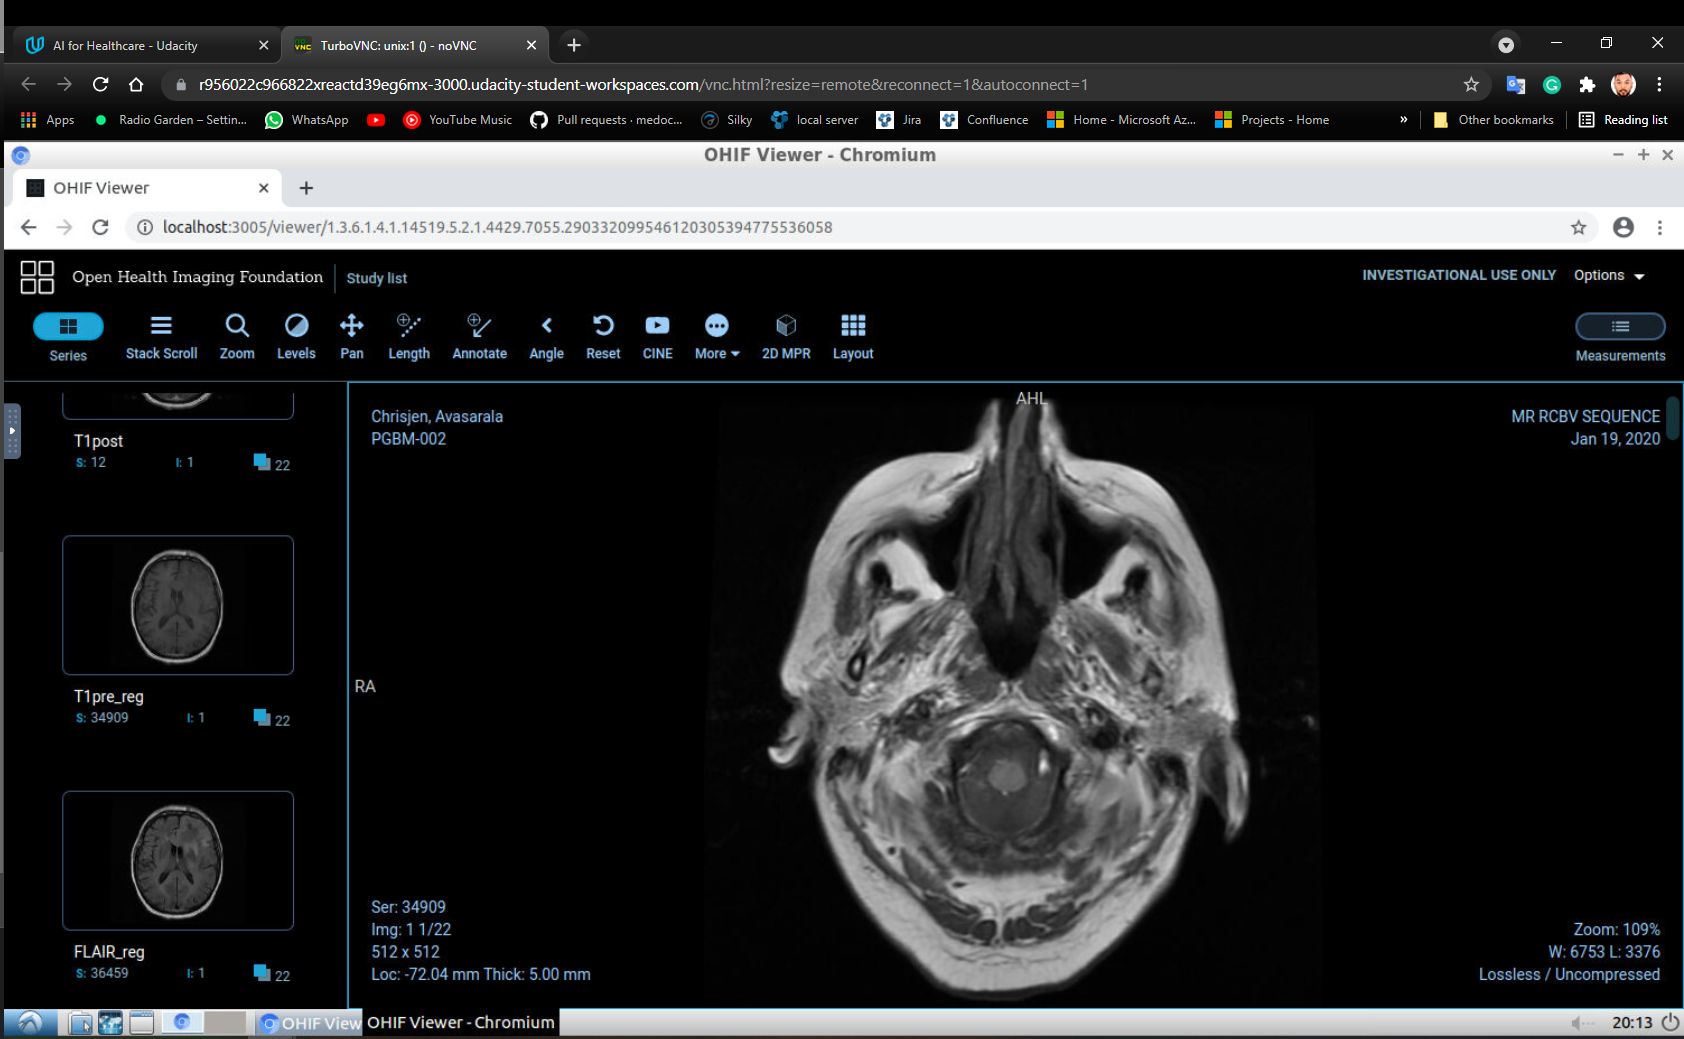 AI for Healthcare - Udacity
TurboVNC: unix:1 () - noVNC
r956022c966822xreactd39eg6mx-3000.udacity-student-workspaces.com/vnc.html?resize=remote&reconnect=1&autoconnect=1
Apps
Radio Garden – Settin...
WhatsApp
YouTube Music
Pull requests · medoc...
Silky
local server
Jira
Confluence
Home - Microsoft Az...
Projects - Home
»
Other bookmarks
Reading list
OHIF Viewer - Chromium
OHIF Viewer
localhost:3005/viewer/1.3.6.1.4.1.14519.5.2.1.4429.7055.290332099546120305394775536058
Open Health Imaging Foundation
Study list
INVESTIGATIONAL USE ONLY
Options
Series
Stack Scroll
Zoom
Levels
Pan
Length
Annotate
Angle
Reset
CINE
More
2D MPR
Layout
Measurements
T1post
S: 12 I: 1 22
T1pre_reg
S: 34909 I: 1 22
FLAIR_reg
S: 36459 I: 1 22
Chrisjen, Avasarala
PGBM-002
AHL
MR RCBV SEQUENCE
Jan 19, 2020
RA
Ser: 34909
Img: 1 1/22
512 x 512
Loc: -72.04 mm Thick: 5.00 mm
Zoom: 109%
W: 6753 L: 3376
Lossless / Uncompressed
OHIF View
OHIF Viewer - Chromium
20:13